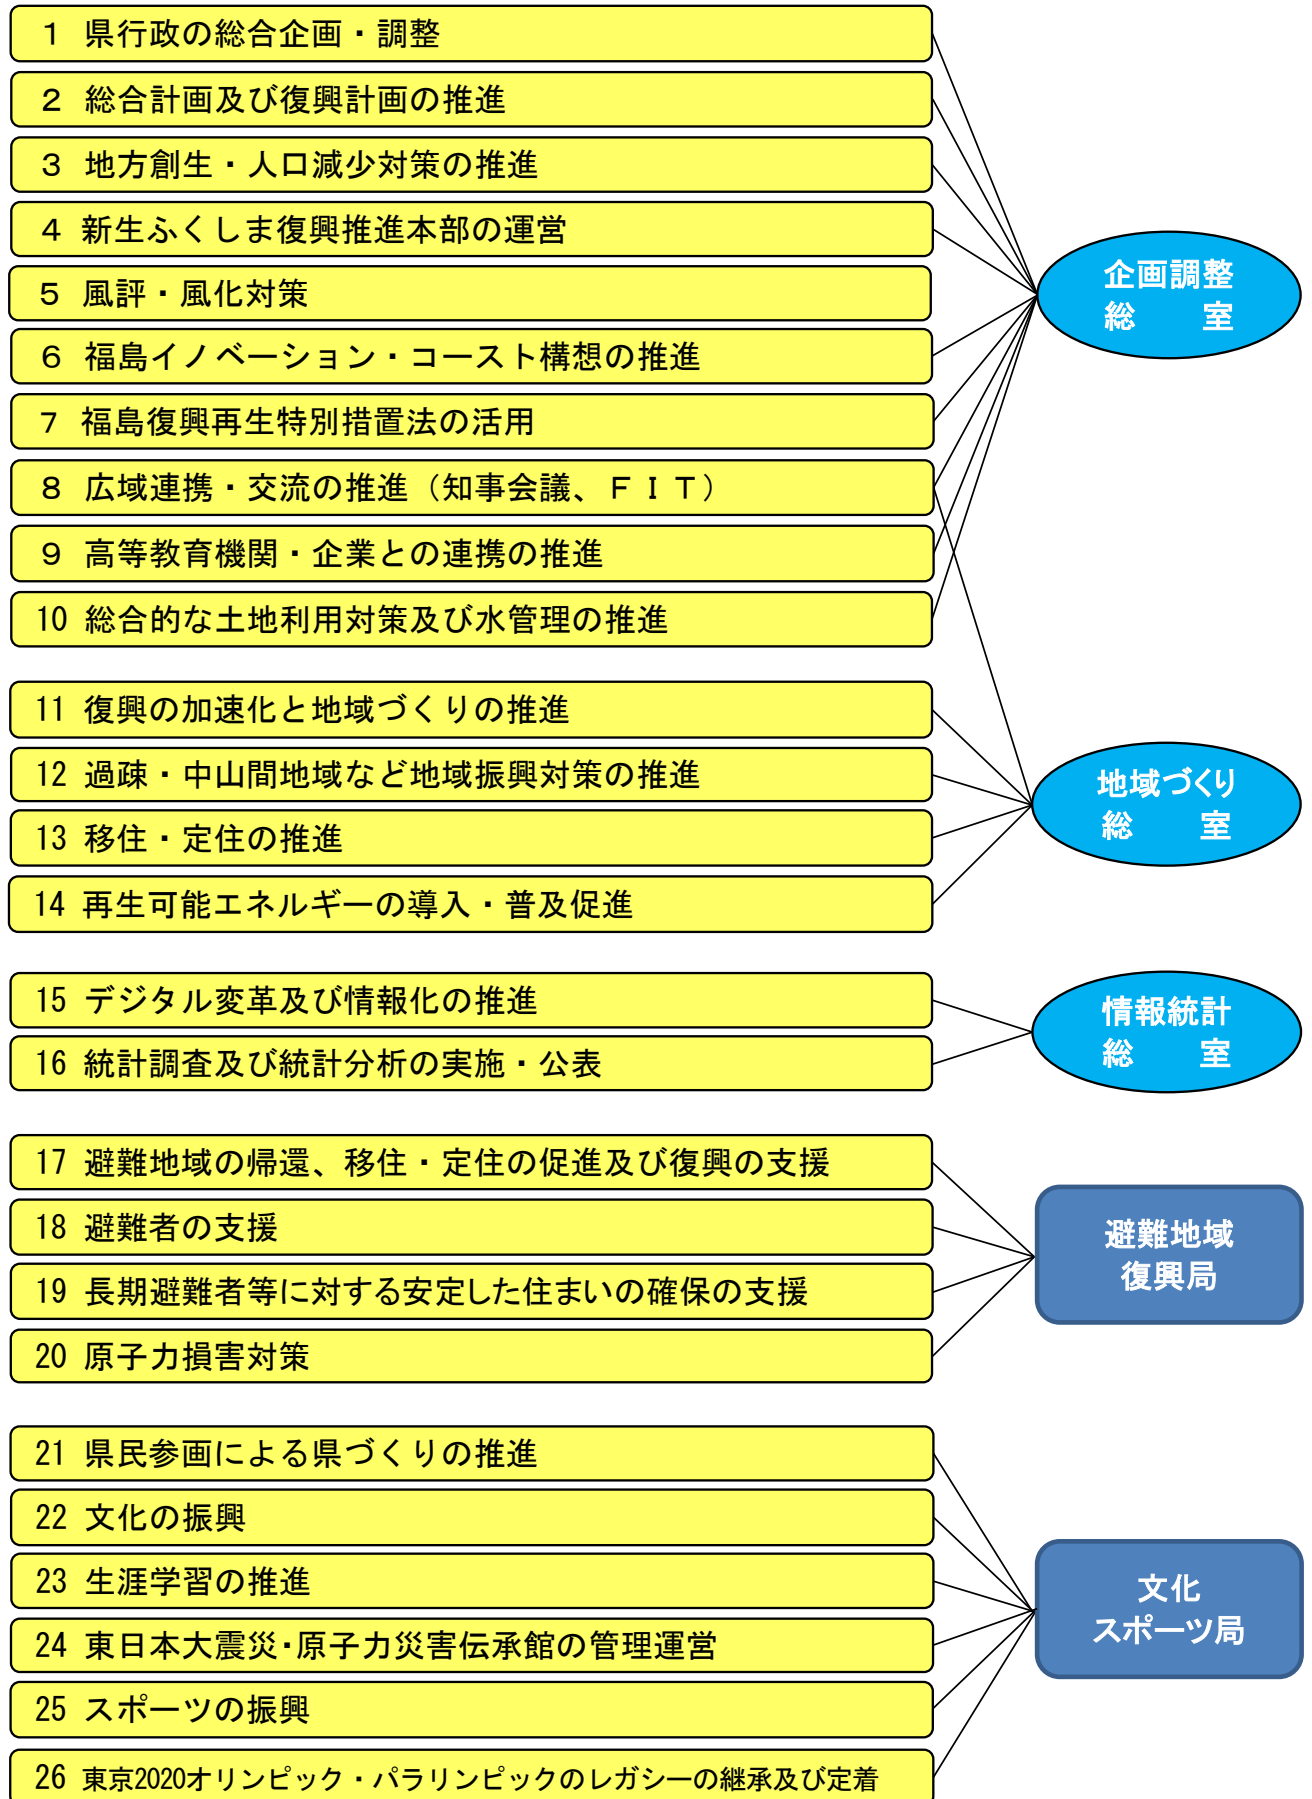 1 県行政の総合企画・調整
2 総合計画及び復興計画の推進
3 地方創生・人口減少対策の推進
4 新生ふくしま復興推進本部の運営
5 風評・風化対策
6 福島イノベーション・コースト構想の推進
7 福島復興再生特別措置法の活用
8 広域連携・交流の推進（知事会議、ＦＩＴ）
9 高等教育機関・企業との連携の推進
10 総合的な土地利用対策及び水管理の推進
企画調整
総　　室
11 復興の加速化と地域づくりの推進
12 過疎・中山間地域など地域振興対策の推進
13 移住・定住の推進
14 再生可能エネルギーの導入・普及促進
地域づくり
総　　室
15 デジタル変革及び情報化の推進
16 統計調査及び統計分析の実施・公表
情報統計
総　　室
17 避難地域の帰還、移住・定住の促進及び復興の支援
18 避難者の支援
19 長期避難者等に対する安定した住まいの確保の支援
20 原子力損害対策
避難地域
復興局
21 県民参画による県づくりの推進
22 文化の振興
23 生涯学習の推進
24 東日本大震災・原子力災害伝承館の管理運営
25 スポーツの振興
26 東京2020オリンピック・パラリンピックのレガシーの継承及び定着
文化
スポーツ局